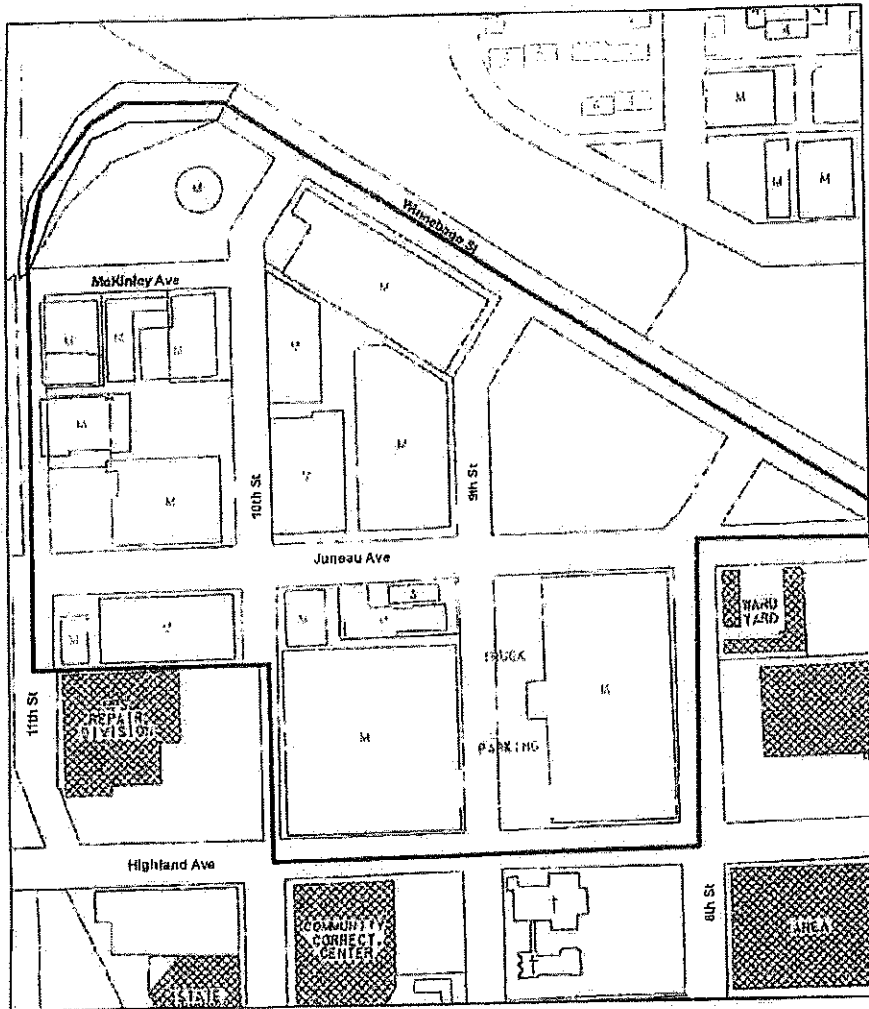 M
M
M
M
Winnebago St
McKinley Ave
M
M
M
M
M
M
M
M
M
10th St
9th St
Juneau Ave
M
M
M
WARD
YARD
TRUCK
M
PARKING
M
11th St
REPAIR
DIVISION
Highland Ave
8th St
COMMUNITY
CORRECT.
CENTER
AREA
STATE